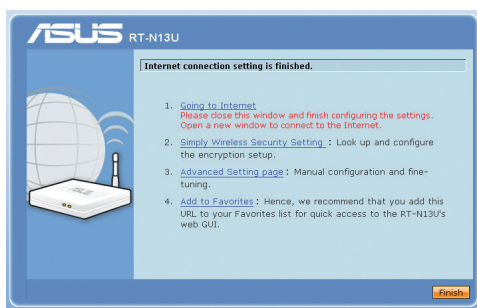 ASUS RT-N13U
Internet connection setting is finished.
1. Going to Internet
Please close this window and finish configuring the settings.
Open a new window to connect to the Internet.
2. Simply Wireless Security Setting : Look up and configure
the encryption setup.
3. Advanced Setting page : Manual configuration and fine-
tuning.
4. Add to Favorites : Hence, we recommend that you add this
URL to your Favorites list for quick access to the RT-N13U's
web GUI.
Finish